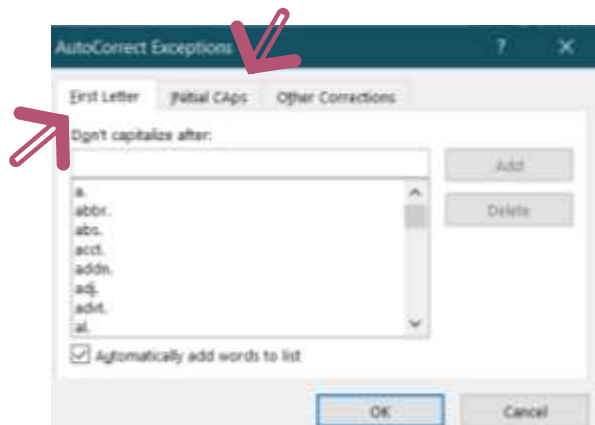 AutoCorrect Exceptions ?
First Letter INitial CAps Other Corrections
Don't capitalize after:
Add
a.
abbr.
Delete
abs.
acct.
addn.
adj.
advt.
al.
Automatically add words to list
OK Cancel